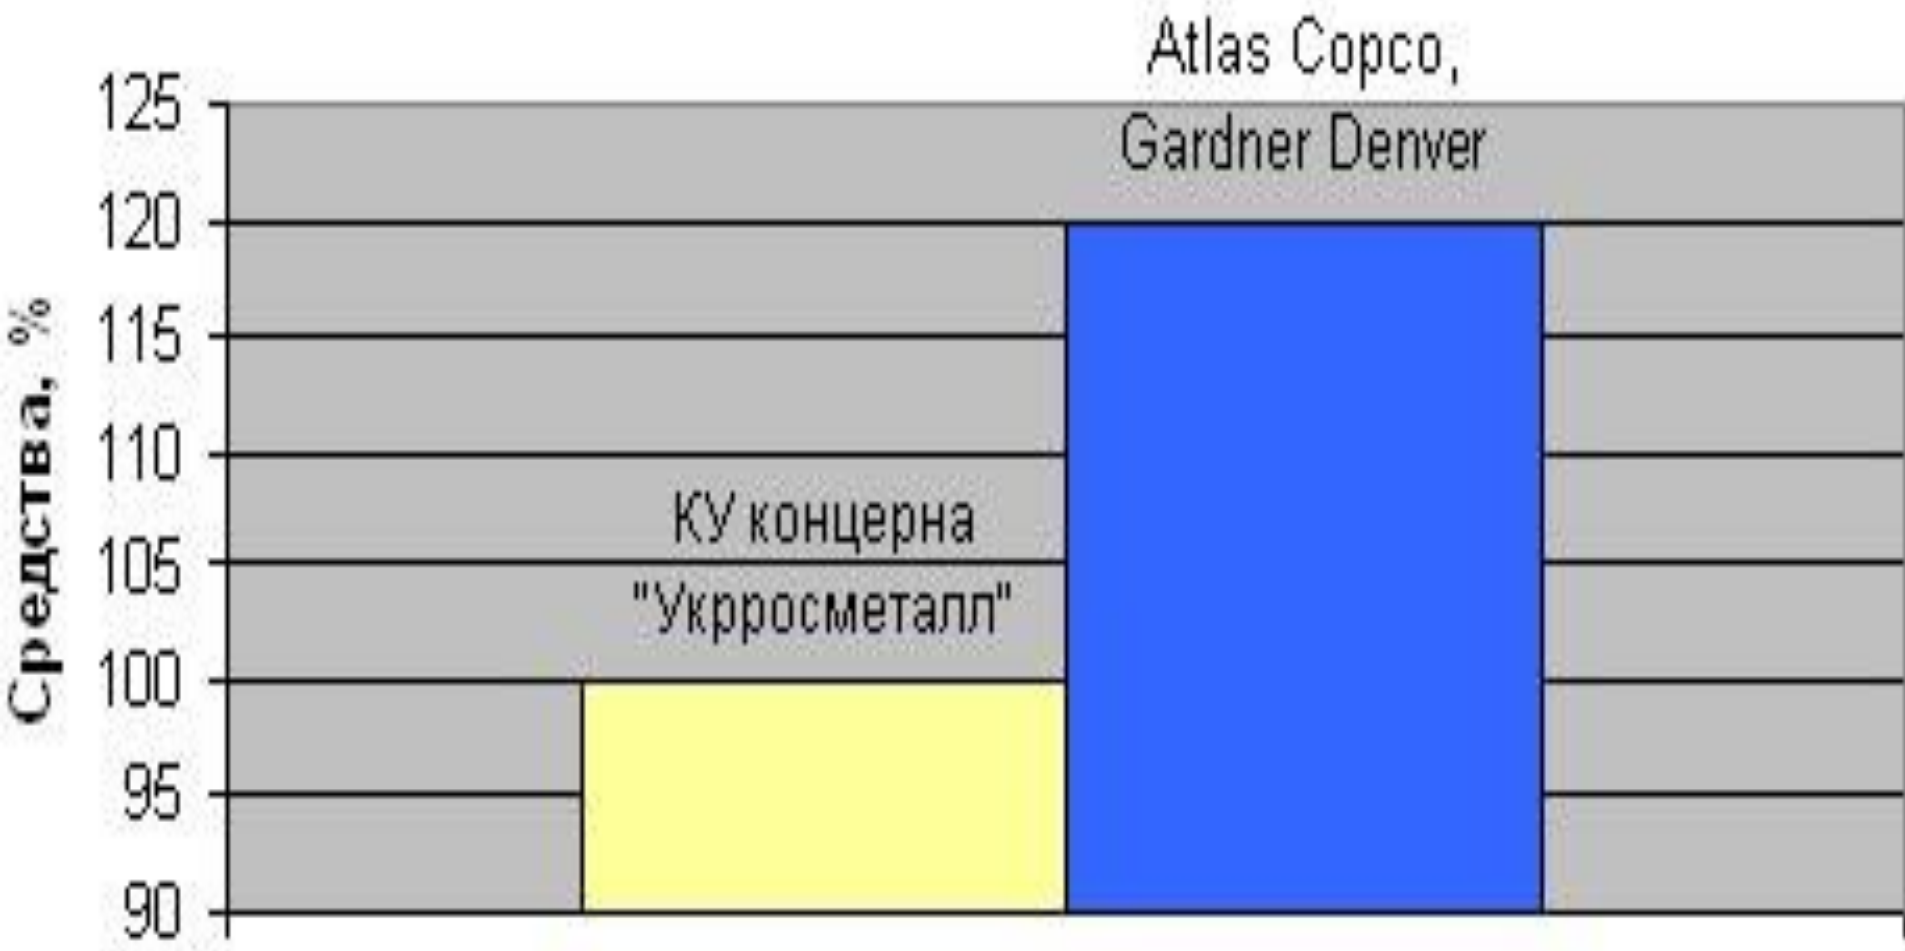 Atlas Copco,
Gardner Denver
125
120
115
110
105
100
95
90
Средства, %
КУ концерна
"Укрросметалл"